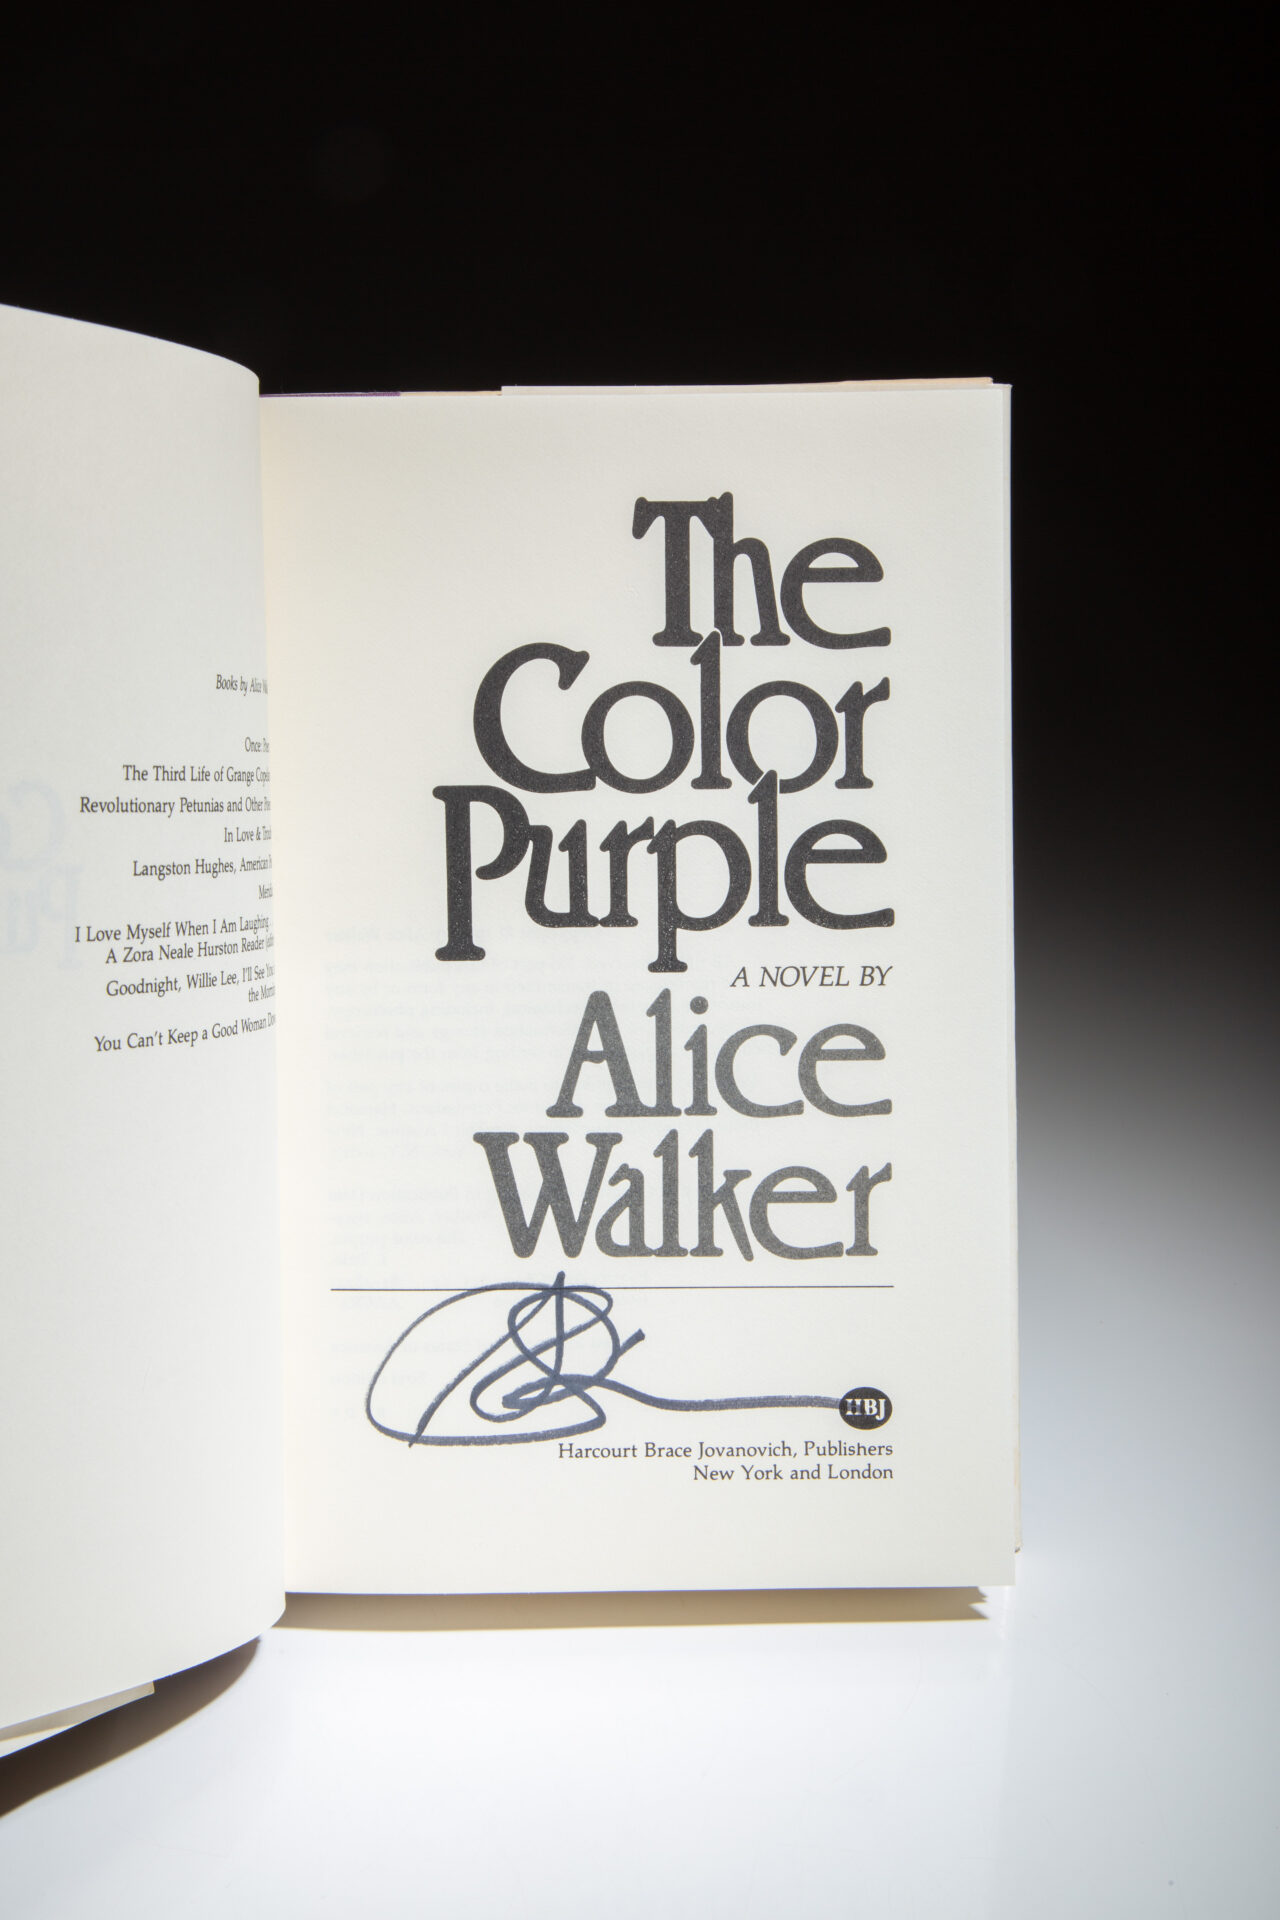 Books by Alice
Once:
The Third Life of Grange
Revolutionary Petunias and Other
In Love &
Langston Hughes, American
I Love Myself When I Am Laughing
A Zora Neale Hurston Reader
Goodnight, Willie Lee, I'll See You
the
You Can't Keep a Good Woman
The
Color
Purple
A NOVEL BY
Alice
Walker
HBJ
Harcourt Brace Jovanovich, Publishers
New York and London